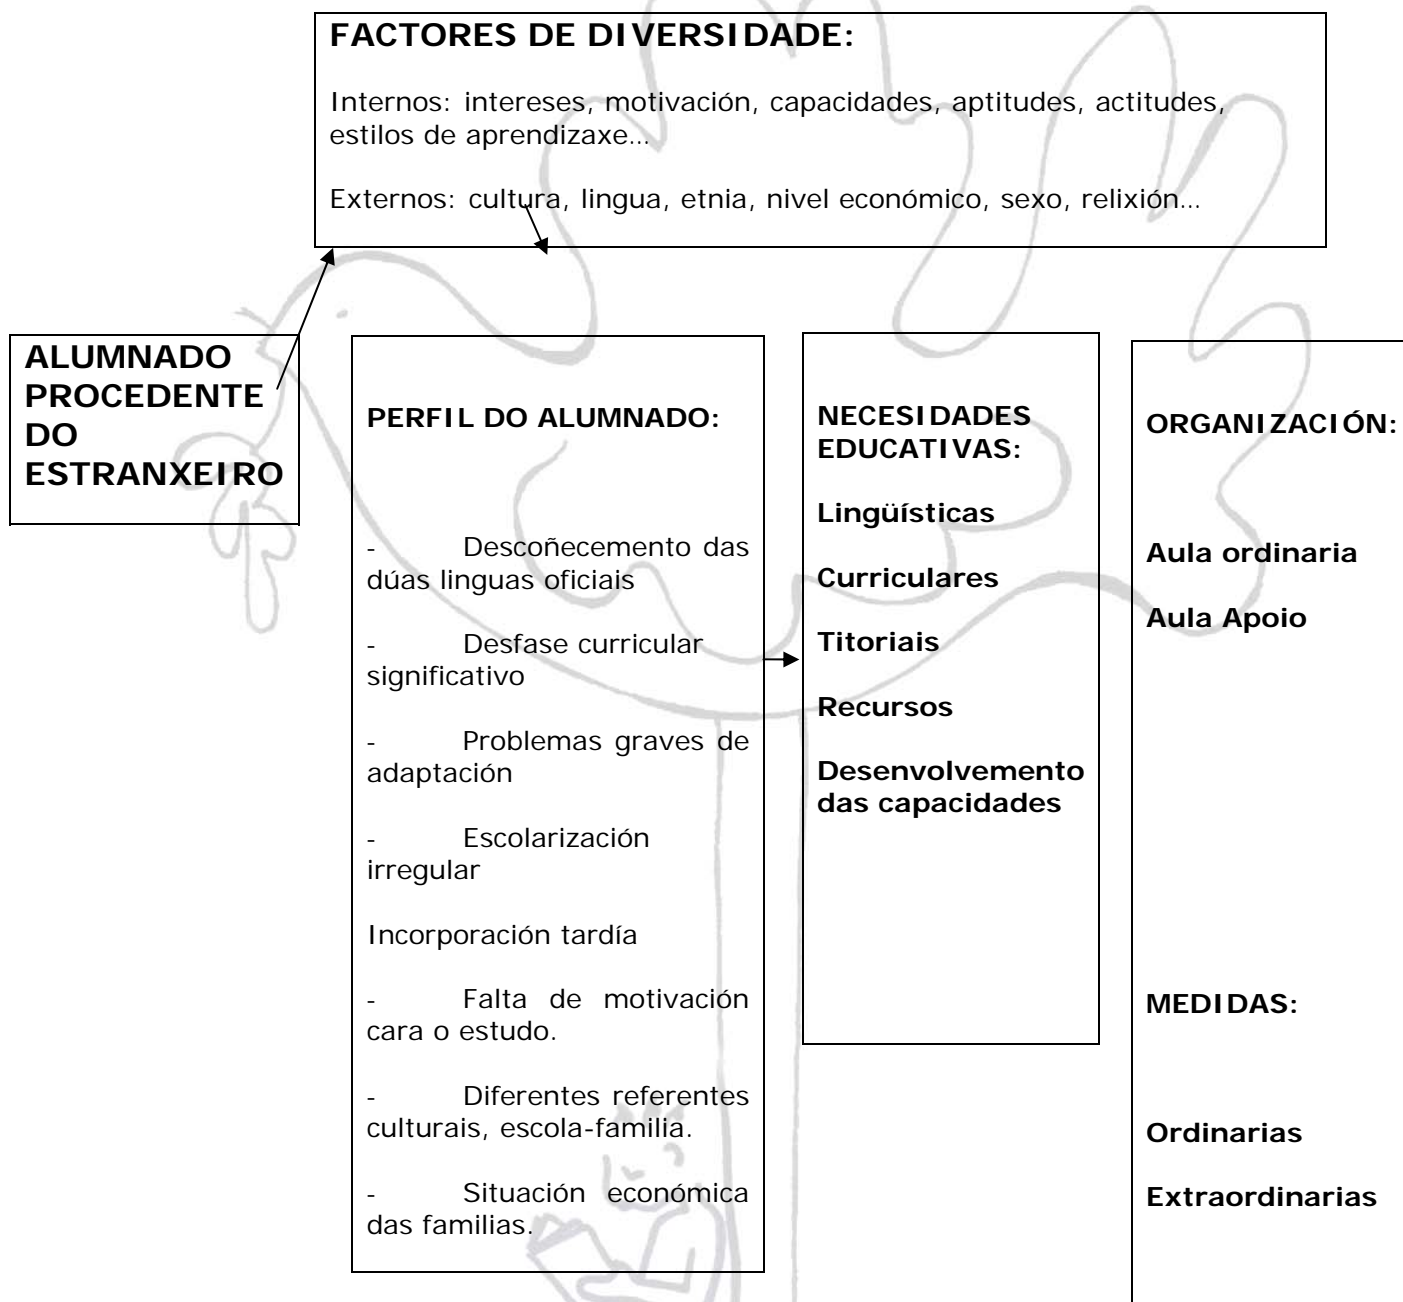 FACTORES DE DIVERSIDADE:
Internos: intereses, motivación, capacidades, aptitudes, actitudes,
estilos de aprendizaxe...
Externos: cultura, lingua, etnia, nivel económico, sexo, relixión...
ALUMNADO
PROCEDENTE
DO
ESTRANXEIRO
PERFIL DO ALUMNADO:
- Descoñecemento das
dúas linguas oficiais
- Desfase curricular
significativo
- Problemas graves de
adaptación
- Escolarización
irregular
Incorporación tardía
- Falta de motivación
cara o estudo.
- Diferentes referentes
culturais, escola-familia.
- Situación económica
das familias.
NECESIDADES
EDUCATIVAS:
Lingüísticas
Curriculares
Titoriais
Recursos
Desenvolvemento
das capacidades
ORGANIZACIÓN:
Aula ordinaria
Aula Apoio
MEDIDAS:
Ordinarias
Extraordinarias